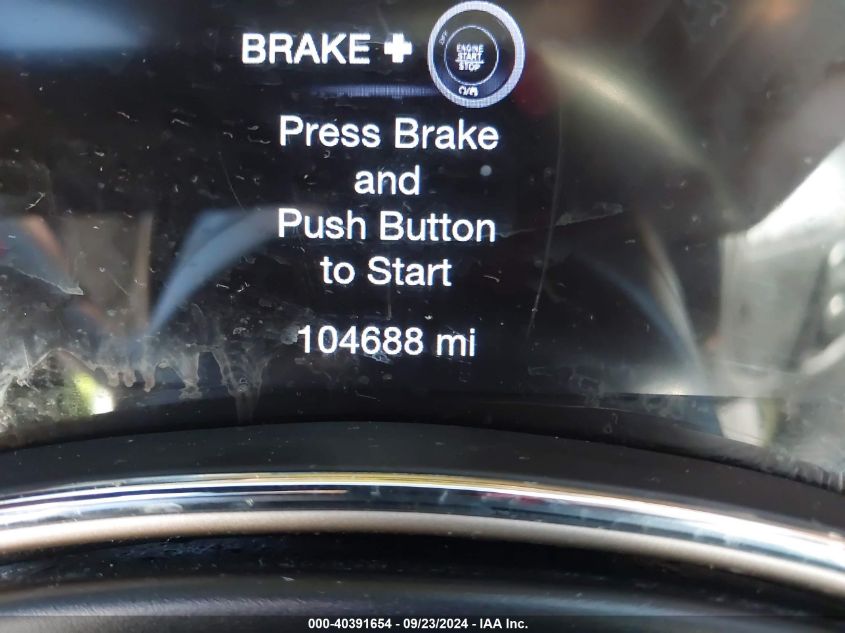 BRAKE +
OFF
ENGINE
START
STOP
Press Brake
and
Push Button
to Start
104688 mi
000-40391654 - 09/23/2024 - IAA Inc.